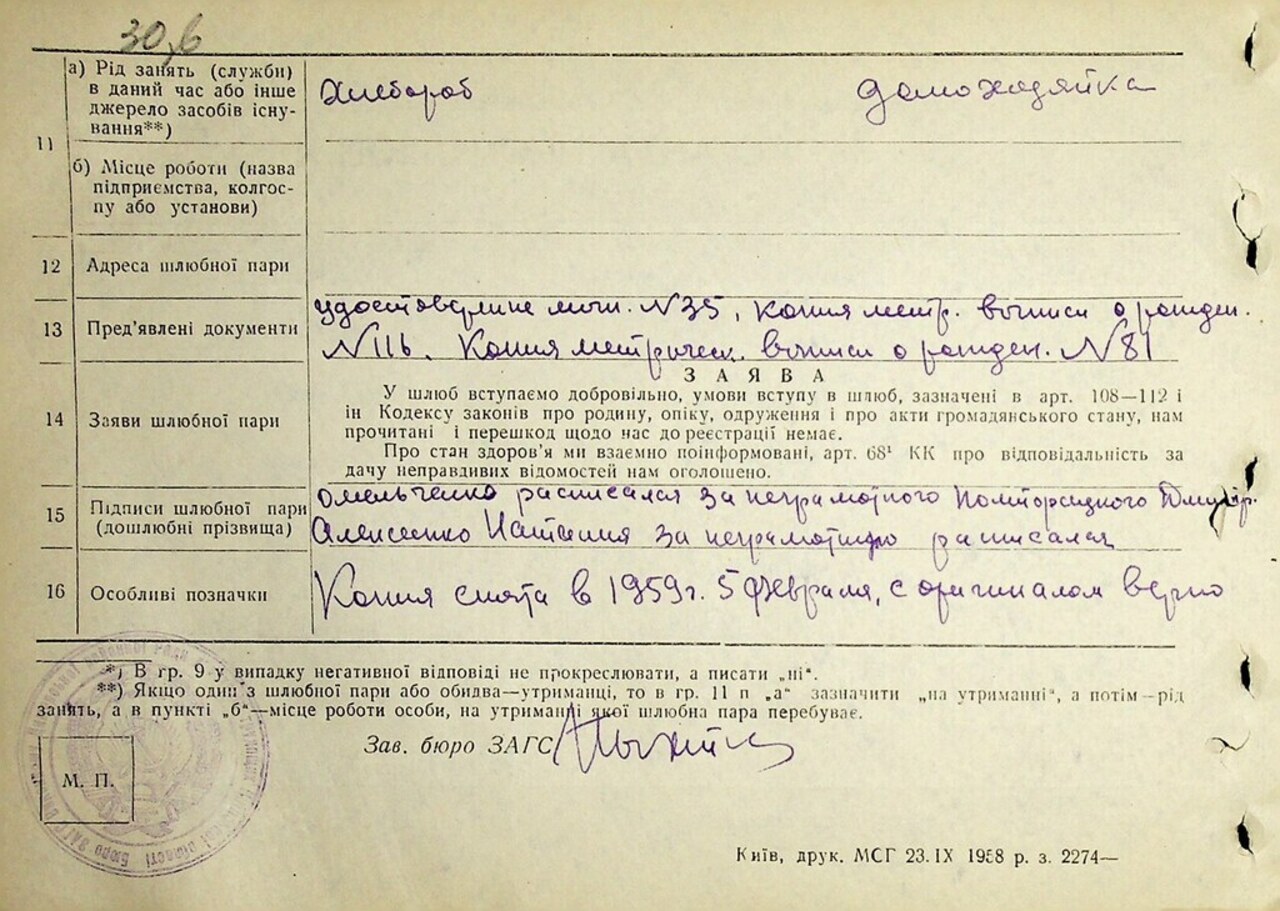 30,6
11
а) Рід занять (служби)
в даний час або інше
джерело засобів існу-
вання**)
Хлебороб домохазяйка
б) Місце роботи (назва
підприємства, колгос-
пу або установи)
12 Адреса шлюбної пари
13 Пред’явлені документи
удостоверение личн. №35, копия метр. выписи о рожден.
№116. Копия метрическ. выписи о рожден. №81
14 Заяви шлюбної пари
ЗАЯВА
У шлюб вступаємо добровільно, умови вступу в шлюб, зазначені в арт. 108—112 і
ін Кодексу законів про родину, опіку, одруження і про акти громадянського стану, нам
прочитані і перешкод щодо нас до реєстрації немає.
Про стан здоров’я ми взаємно поінформовані, арт. 68¹ КК про відповідальність за
дачу неправдивих відомостей нам оголошено.
15 Підписи шлюбної пари
(дошлюбні прізвища)
Омельченко расписался за неграмотного
Алексеенко Наталия за неграмотную расписался
16 Особливі позначки
Копия снята в 1959г. 5 февраля, с оригиналом верно
*) В гр. 9 у випадку негативної відповіді не прокреслювати, а писати „ні“.
**) Якщо один з шлюбної пари або обидва—утриманці, то в гр. 11 п „а“ зазначити „на утриманні“, а потім—рід
занять, а в пункті „б“—місце роботи особи, на утриманні якої шлюбна пара перебуває.
Зав. бюро ЗАГС
М. П.
Київ, друк. МСГ 23.IX 1958 р. з. 2274—